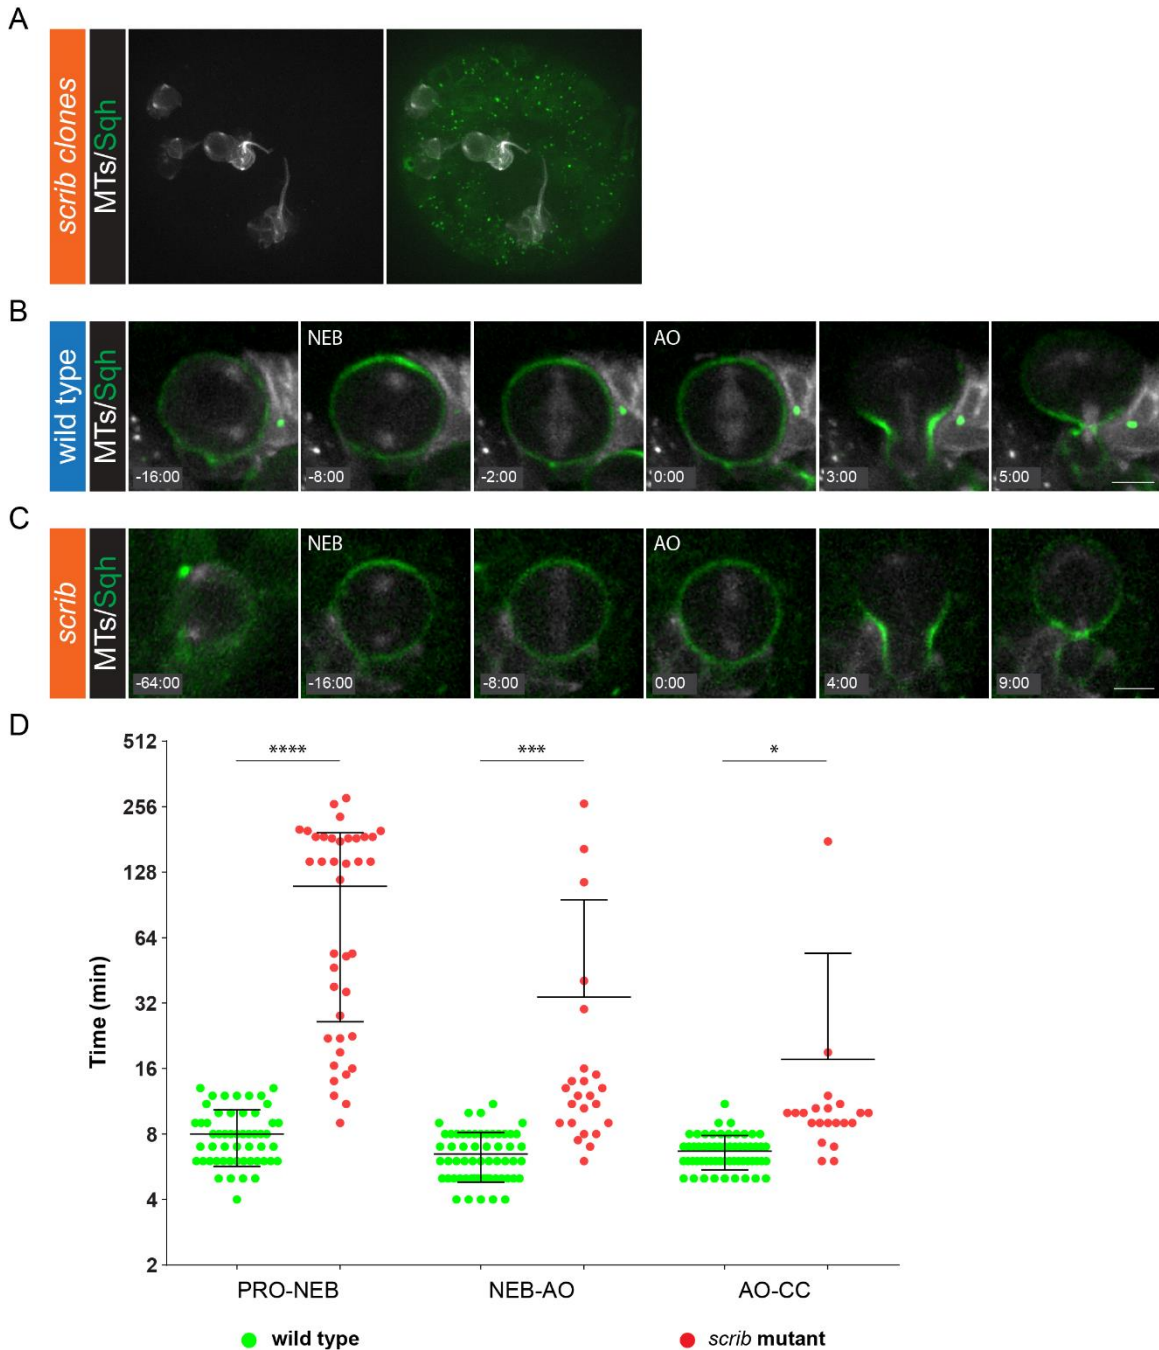 A
scrib clones
MTs/Sqh
B
wild type
MTs/Sqh
NEB
AO
-16:00
-8:00
-2:00
0:00
3:00
5:00
C
scrib
MTs/Sqh
NEB
AO
-64:00
-16:00
-8:00
0:00
4:00
9:00
D
Time (min)
512
256
128
64
32
16
8
4
2
****
***
*
PRO-NEB
NEB-AO
AO-CC
wild type
scrib mutant